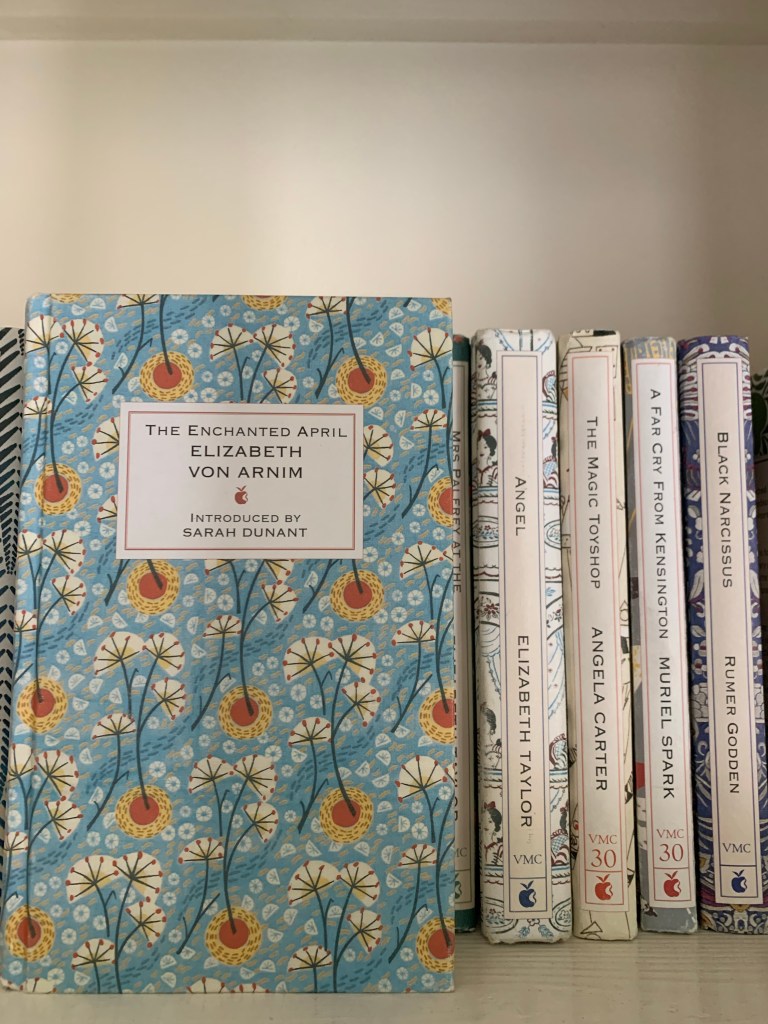 THE ENCHANTED APRIL
ELIZABETH
VON ARNIM
INTRODUCED BY
SARAH DUNANT
MRS PALFREY AT THE
ANGEL ELIZABETH TAYLOR
VMC
THE MAGIC TOYSHOP ANGELA CARTER
VMC
30
A FAR CRY FROM KENSINGTON MURIEL SPARK
VMC
30
BLACK NARCISSUS RUMER GODDEN
VMC